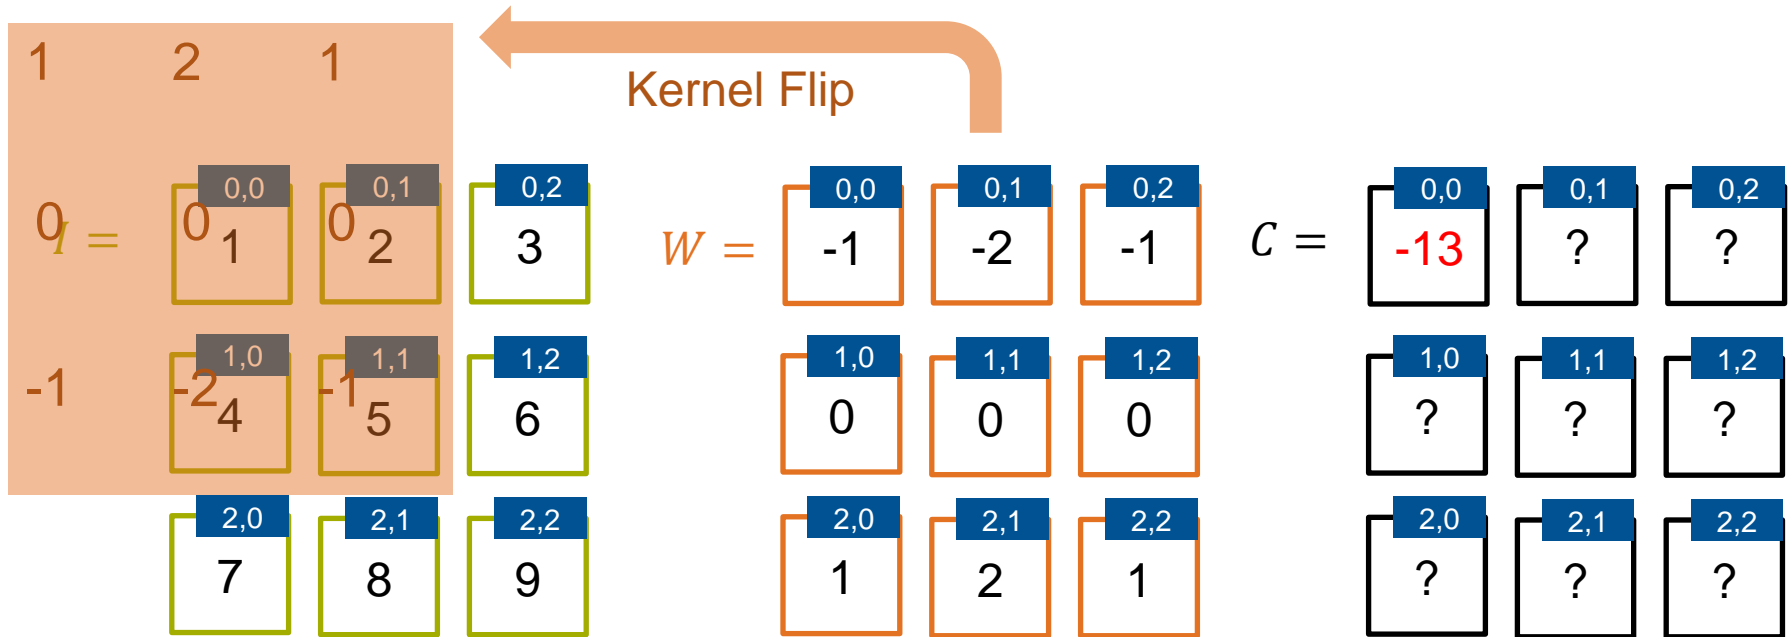 1 2 1
Kernel Flip
0,0 0,1 0,2 0,0 0,1 0,2 0,0 0,1 0,2
0 I = 0 1 0 2 3 W = -1 -2 -1 C = -13 ? ?
1,0 1,1 1,2 1,0 1,1 1,2 1,0 1,1 1,2
-1 -2 4 -1 5 6 0 0 0 ? ? ?
2,0 2,1 2,2 2,0 2,1 2,2 2,0 2,1 2,2
7 8 9 1 2 1 ? ? ?